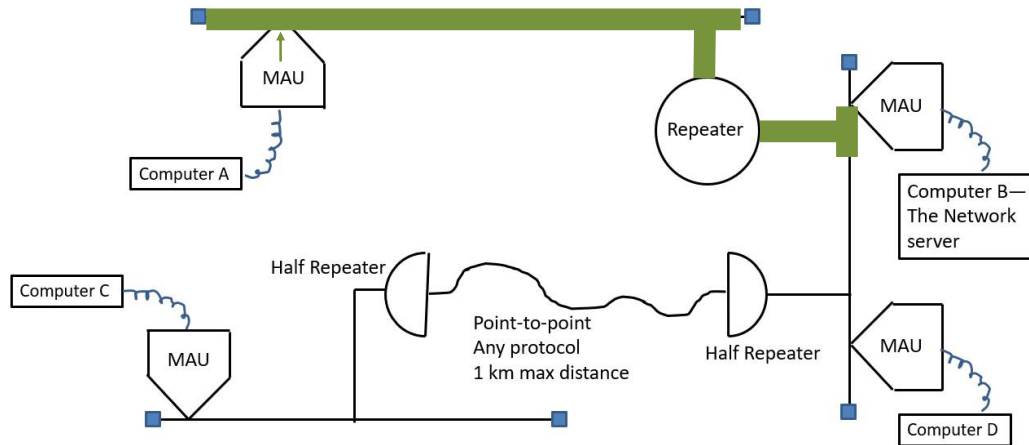 MAU
MAU
Repeater
Computer A
Computer B—
The Network
server
Half Repeater
Computer C
Point-to-point
Any protocol
1 km max distance
Half Repeater
MAU
MAU
Computer D